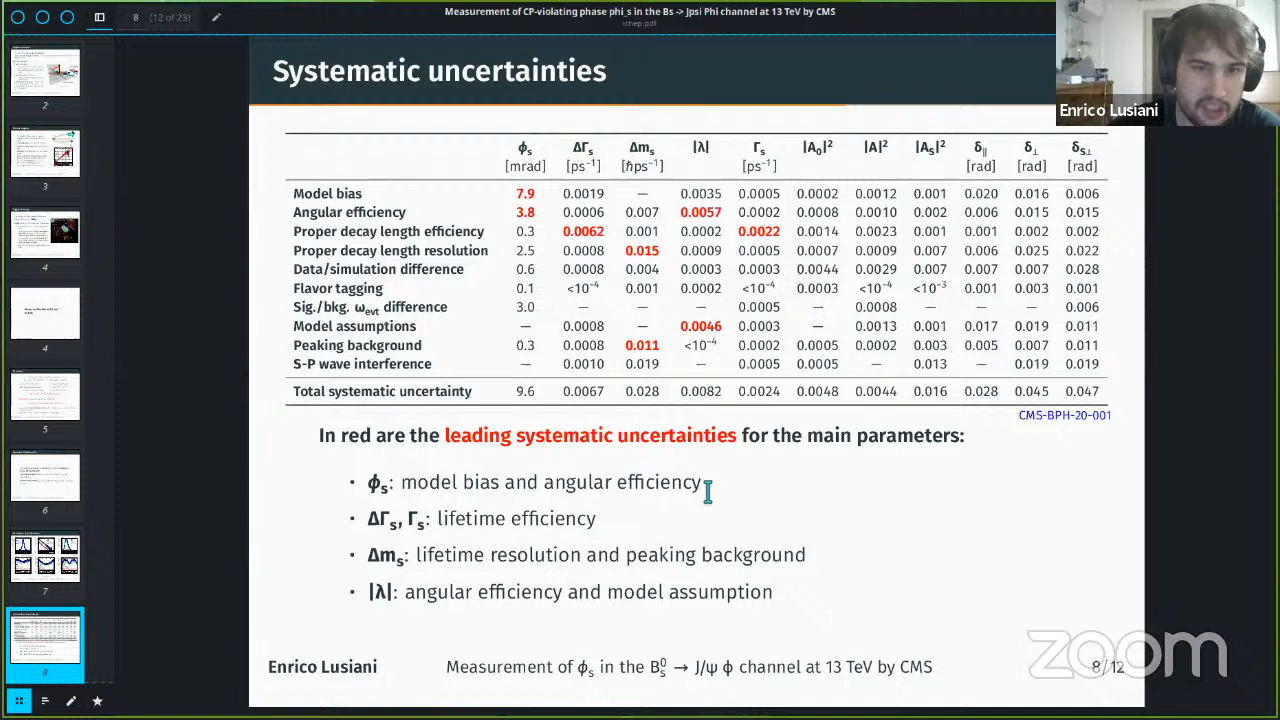 8 (12 of 23)
Measurement of CP-violating phase phi_s in the Bs -> Jpsi Phi channel at 13 TeV by CMS
ichep.pdf
Enrico Lusiani
2
3
4
4
5
6
7
8
Systematic uncertainties
ϕs ΔΓs Δms |λ| Γs |A0|² |A|² |AS|² δ∥ δ⊥ δS⊥
[mrad] [ps⁻¹] [ħps⁻¹] [ps⁻¹] [rad] [rad] [rad]
Model bias 7.9 0.0019 — 0.0035 0.0005 0.0002 0.0012 0.001 0.020 0.016 0.006
Angular efficiency 3.8 0.0006 0.007 0.0057 0.0002 0.0008 0.0012 0.002 0.006 0.015 0.015
Proper decay length efficiency 0.3 0.0062 0.001 0.0002 0.0022 0.0014 0.0023 0.001 0.001 0.002 0.002
Proper decay length resolution 2.5 0.0008 0.015 0.0009 0.0005 0.0007 0.0009 0.007 0.006 0.025 0.022
Data/simulation difference 0.6 0.0008 0.004 0.0003 0.0003 0.0044 0.0029 0.007 0.007 0.007 0.028
Flavor tagging 0.1 <10⁻⁴ 0.001 0.0002 <10⁻⁴ 0.0003 <10⁻⁴ <10⁻³ 0.001 0.003 0.001
Sig./bkg. ωevt difference 3.0 — — — 0.0005 — 0.0008 — — — 0.006
Model assumptions — 0.0008 — 0.0046 0.0003 — 0.0013 0.001 0.017 0.019 0.011
Peaking background 0.3 0.0008 0.011 <10⁻⁴ 0.0002 0.0005 0.0002 0.003 0.005 0.007 0.011
S-P wave interference — 0.0010 0.019 — 0.0005 0.0005 — 0.013 — 0.019 0.019
Total systematic uncertainty 9.6 0.0067 0.028 0.0082 0.0024 0.0048 0.0044 0.016 0.028 0.045 0.047
CMS-BPH-20-001
In red are the leading systematic uncertainties for the main parameters:
• ϕs: model bias and angular efficiency
• ΔΓs, Γs: lifetime efficiency
• Δms: lifetime resolution and peaking background
• |λ|: angular efficiency and model assumption
Enrico Lusiani Measurement of ϕs in the B⁰s → J/ψ ϕ channel at 13 TeV by CMS 8/12
zoom